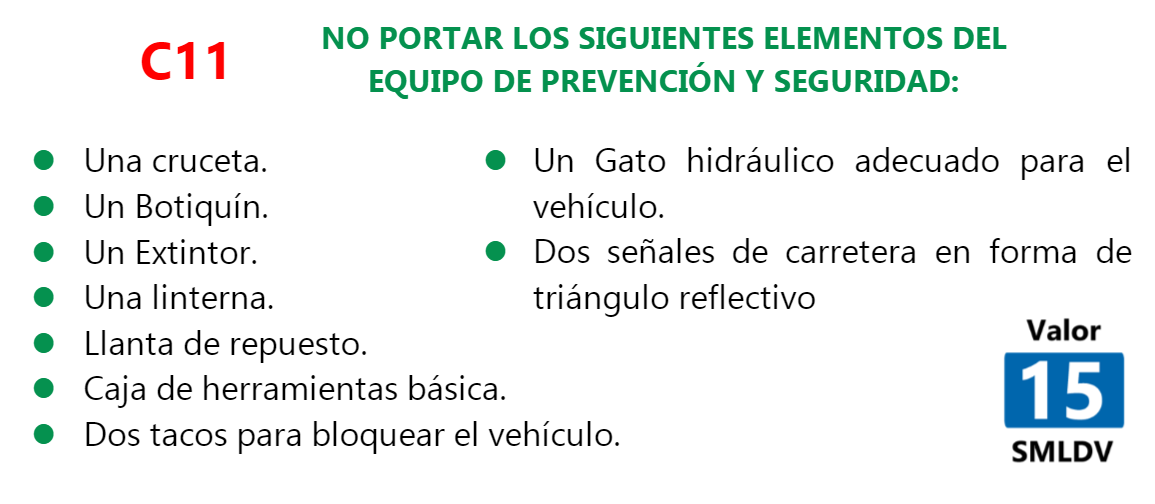 C11
NO PORTAR LOS SIGUIENTES ELEMENTOS DEL
EQUIPO DE PREVENCIÓN Y SEGURIDAD:
Una cruceta.
Un Botiquín.
Un Extintor.
Una linterna.
Llanta de repuesto.
Caja de herramientas básica.
Dos tacos para bloquear el vehículo.
Un Gato hidráulico adecuado para el
vehículo.
Dos señales de carretera en forma de
triángulo reflectivo
Valor
15
SMLDV